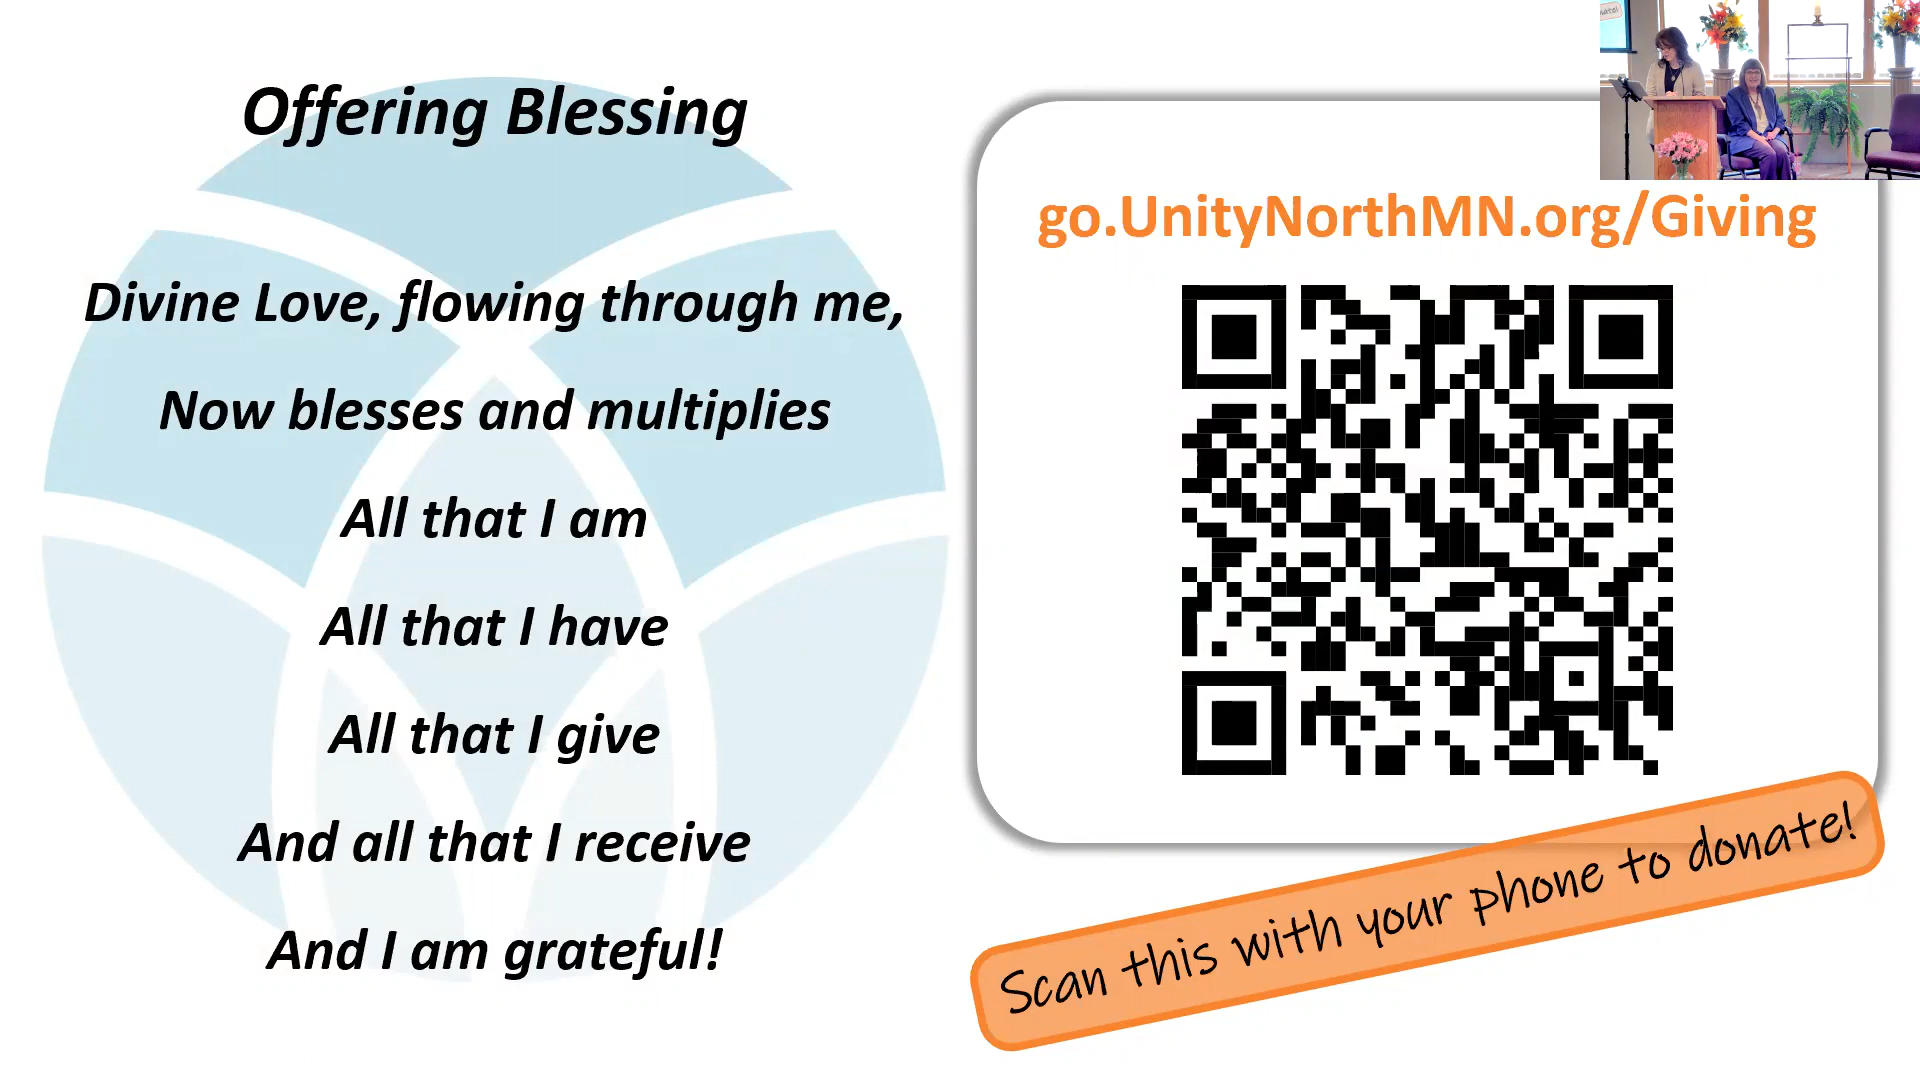 Offering Blessing
Divine Love, flowing through me,
Now blesses and multiplies
All that I am
All that I have
All that I give
And all that I receive
And I am grateful!
go.UnityNorthMN.org/Giving
Scan this with your phone to donate!